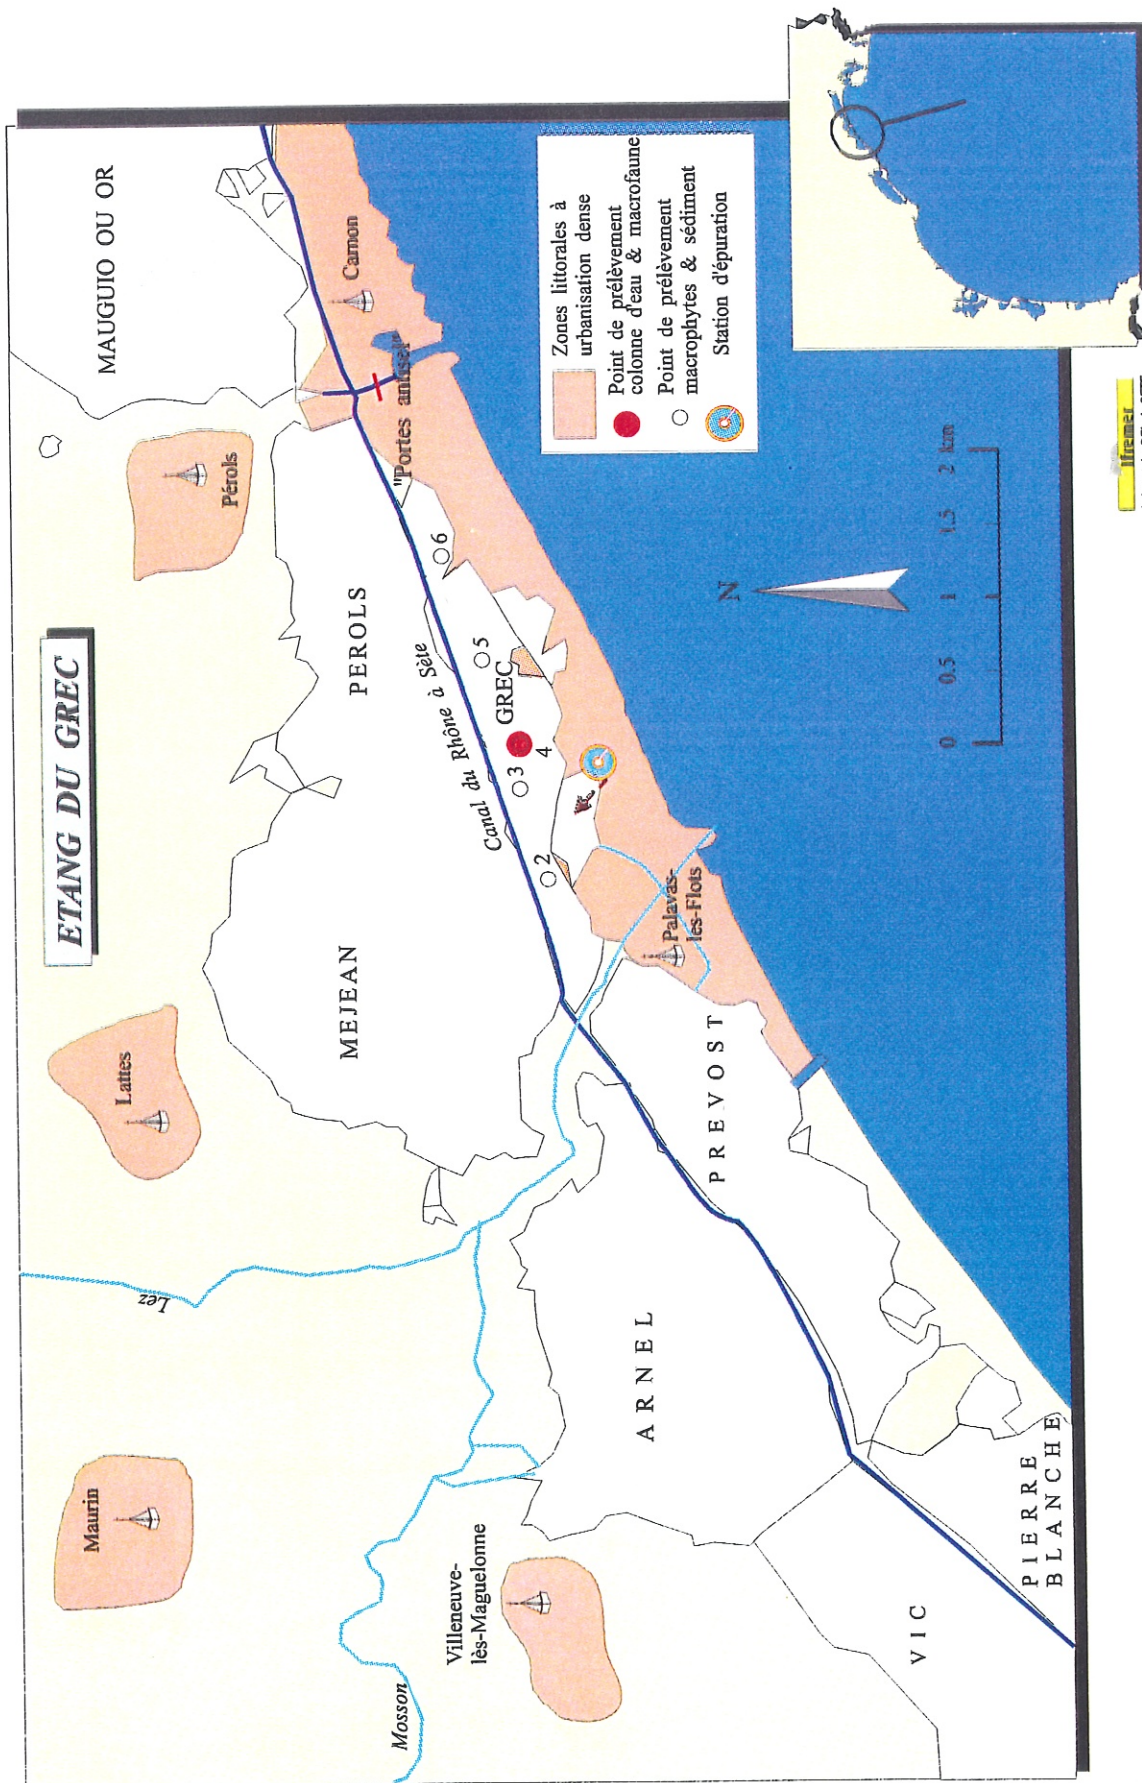 ETANG DU GREC
Maurin
Lattes
Pérols
MAUGUIO OU OR
Lez
Mosson
Villeneuve-
lès-Maguelonne
MEJEAN
PEROLS
Canal du Rhône à Sète
"Portes antisel"
Carnon
ARNEL
PREVOST
GREC
2
3
4
5
6
Palavas-
les-Flots
VIC
PIERRE
BLANCHE
N
0 0.5 1 1.5 2 km
Zones littorales à
urbanisation dense
Point de prélèvement
colonne d'eau & macrofaune
Point de prélèvement
macrophytes & sédiment
Station d'épuration
Ifremer